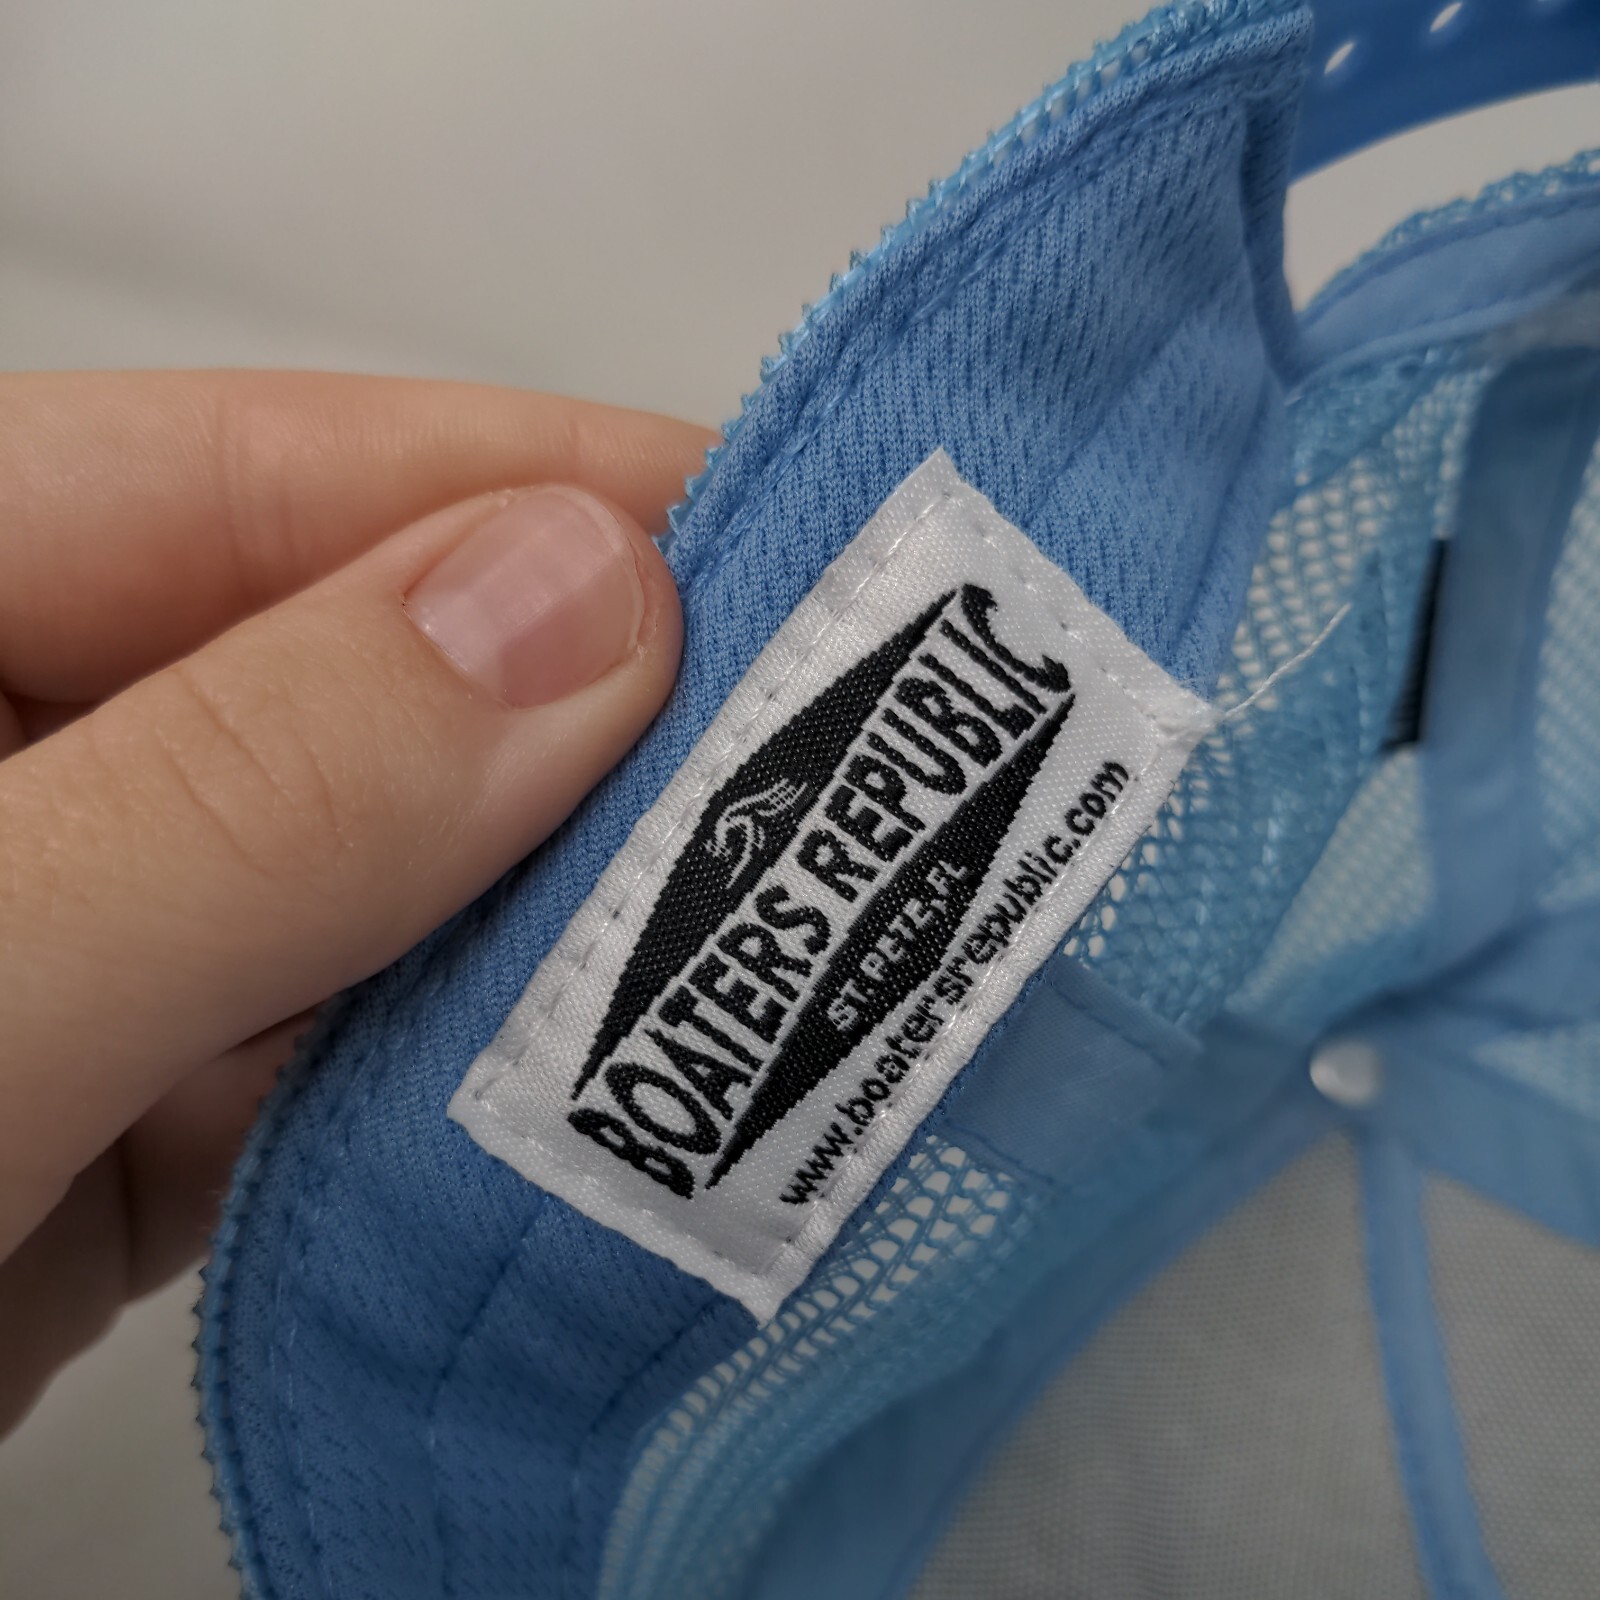 BOATERS REPUBLIC
ST. PETE, FL
www.boatersrepublic.com